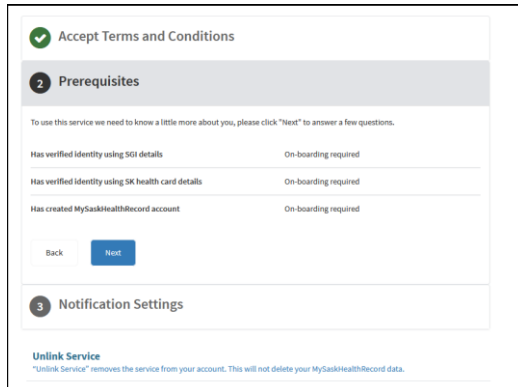 Accept Terms and Conditions
2 Prerequisites
To use this service we need to know a little more about you, please click "Next" to answer a few questions.
Has verified identity using SGI details On-boarding required
Has verified identity using SK health card details On-boarding required
Has created MySaskHealthRecord account On-boarding required
Back Next
3 Notification Settings
Unlink Service
"Unlink Service" removes the service from your account. This will not delete your MySaskHealthRecord data.